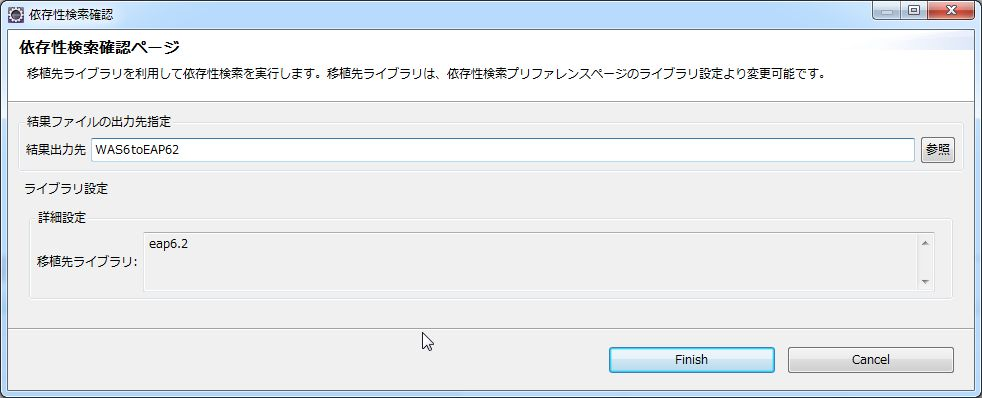 依存性検索確認
依存性検索確認ページ
移植先ライブラリを利用して依存性検索を実行します。移植先ライブラリは、依存性検索プリファレンスページのライブラリ設定より変更可能です。
結果ファイルの出力先指定
結果出力先 WAS6toEAP62 参照
ライブラリ設定
詳細設定
eap6.2
移植先ライブラリ:
Finish Cancel